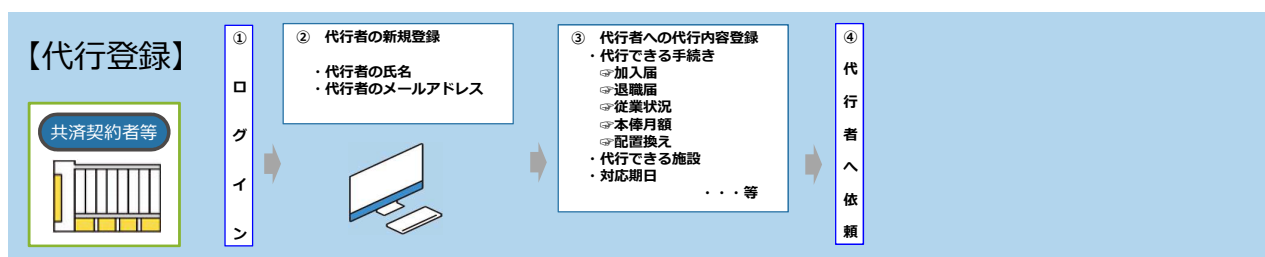 【代行登録】
共済契約者等
①
ログイン
② 代行者の新規登録
・代行者の氏名
・代行者のメールアドレス
③ 代行者への代行内容登録
・代行できる手続き
☞加入届
☞退職届
☞従業状況
☞本俸月額
☞配置換え
・代行できる施設
・対応期日
・・・等
④
代行者へ依頼